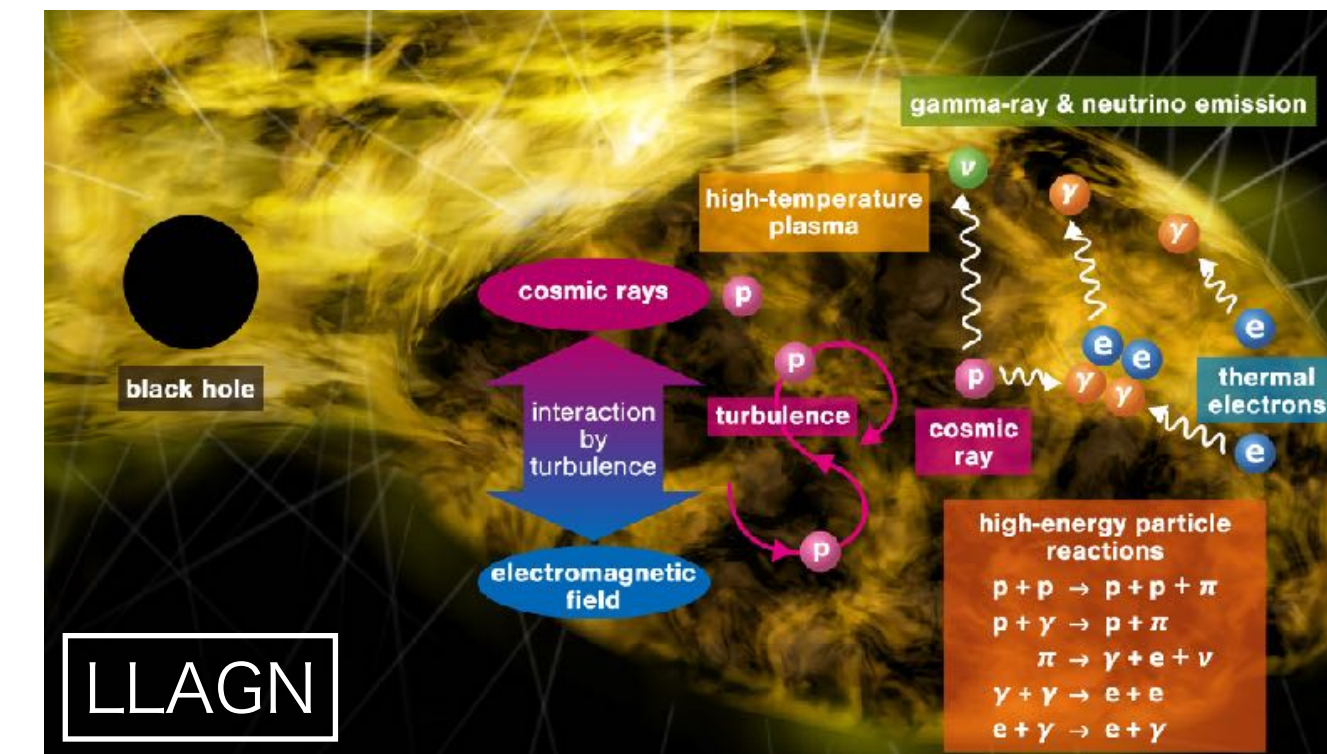 gamma-ray & neutrino emission
ν
γ
γ
high-temperature
plasma
cosmic rays
p
black hole
interaction
by
turbulence
p
turbulence
p
electromagnetic
field
p
cosmic
ray
e
e
γ
γ
e
thermal
electrons
e
high-energy particle
reactions
p + p → p + p + π
p + γ → p + π
π → γ + e + ν
γ + γ → e + e
e + γ → e + γ
LLAGN